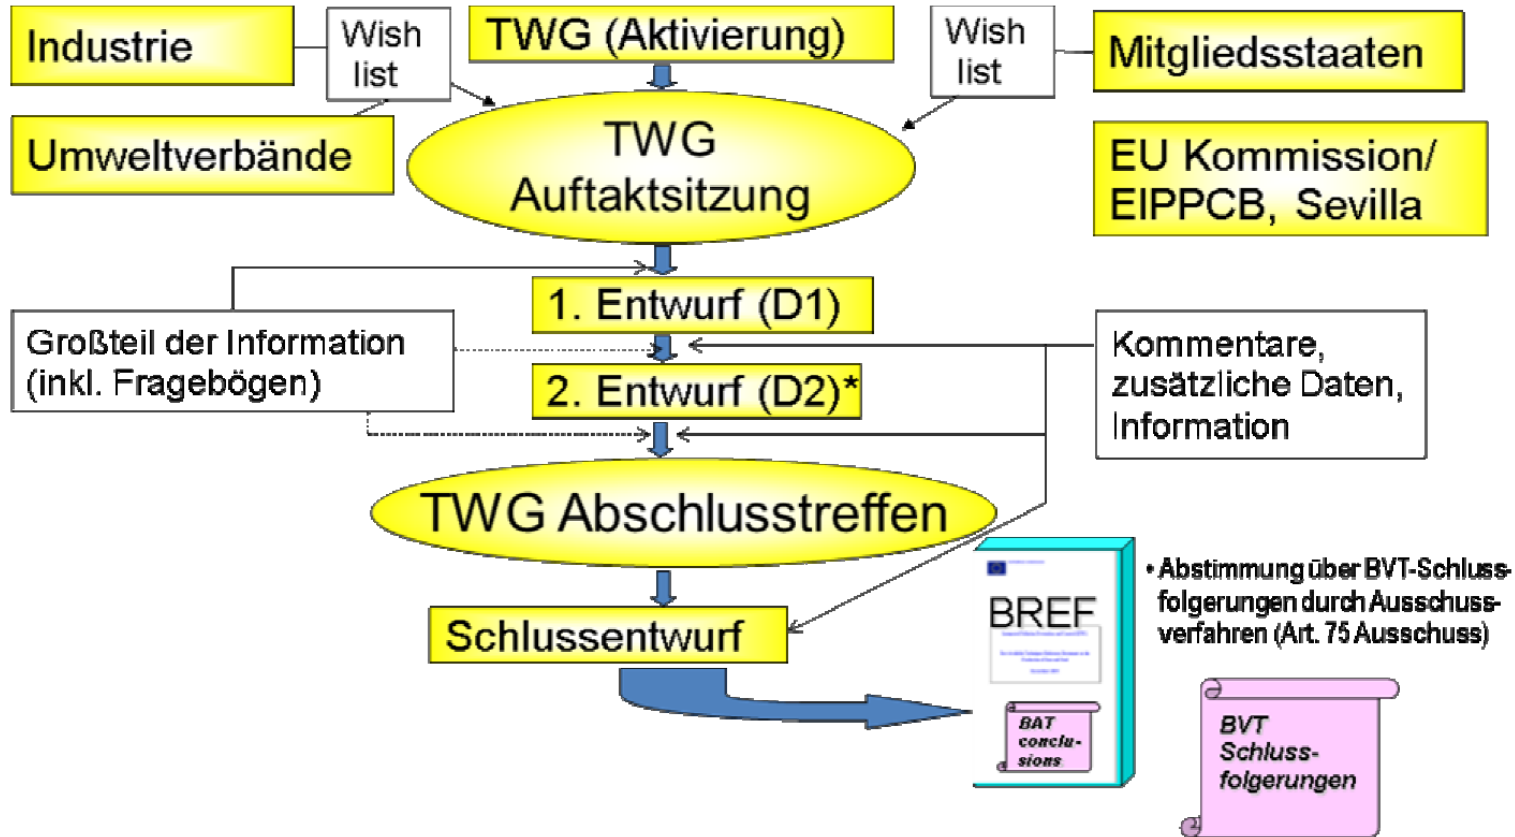 Industrie
Wish
list
TWG (Aktivierung)
Wish
list
Mitgliedsstaaten
Umweltverbände
TWG
Auftaktsitzung
EU Kommission/
EIPPCB, Sevilla
1. Entwurf (D1)
Großteil der Information
(inkl. Fragebögen)
Kommentare,
zusätzliche Daten,
Information
2. Entwurf (D2)*
TWG Abschlusstreffen
Schlussentwurf
BREF
BAT
conclu-
sions
• Abstimmung über BVT-Schluss-
folgerungen durch Ausschuss-
verfahren (Art. 75 Ausschuss)
BVT
Schluss-
folgerungen